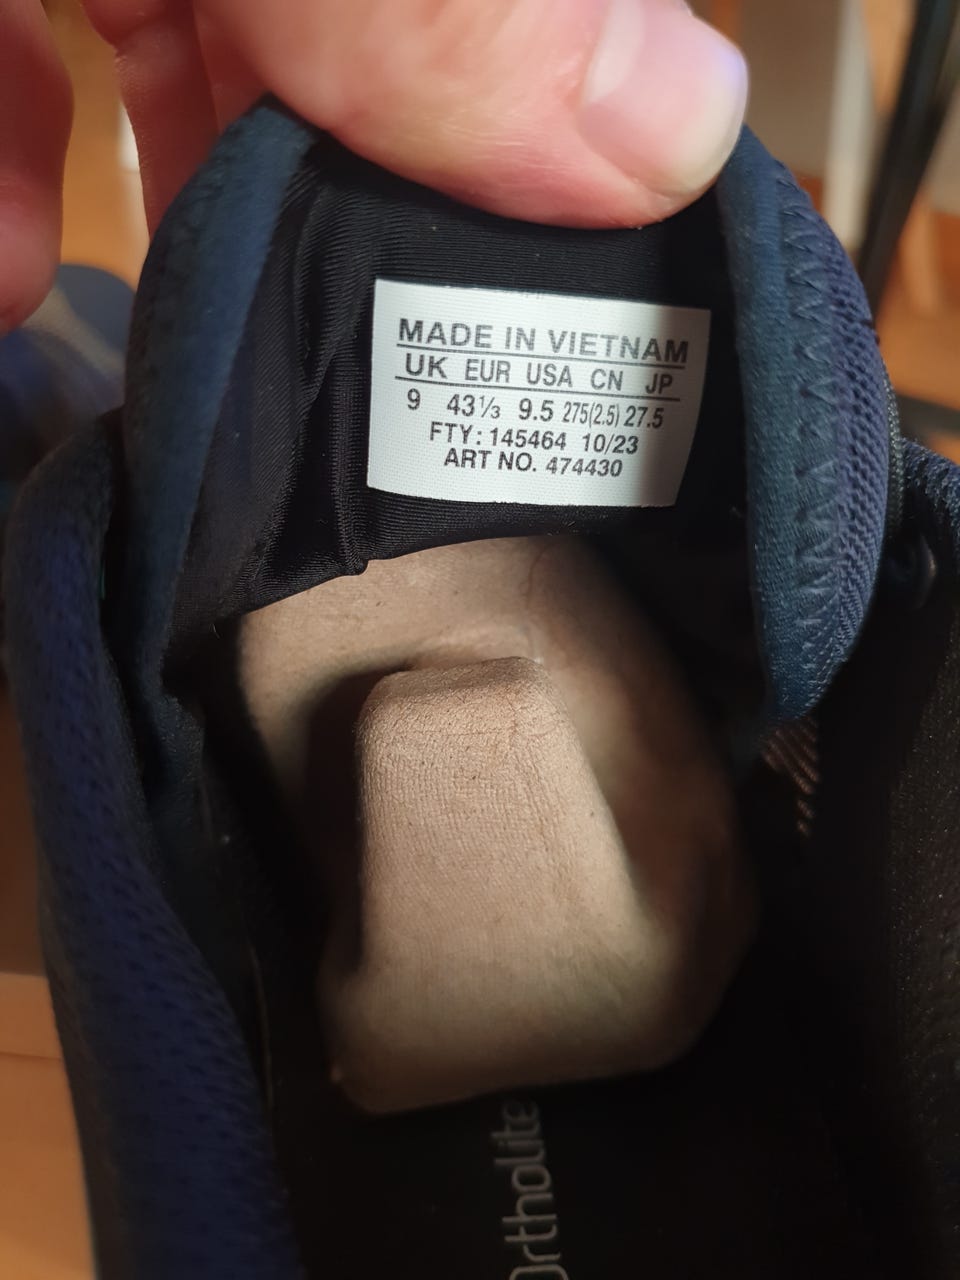 MADE IN VIETNAM
UK EUR USA CN JP
9 43⅓ 9.5 275(2.5) 27.5
FTY: 145464 10/23
ART NO. 474430
Ortholite